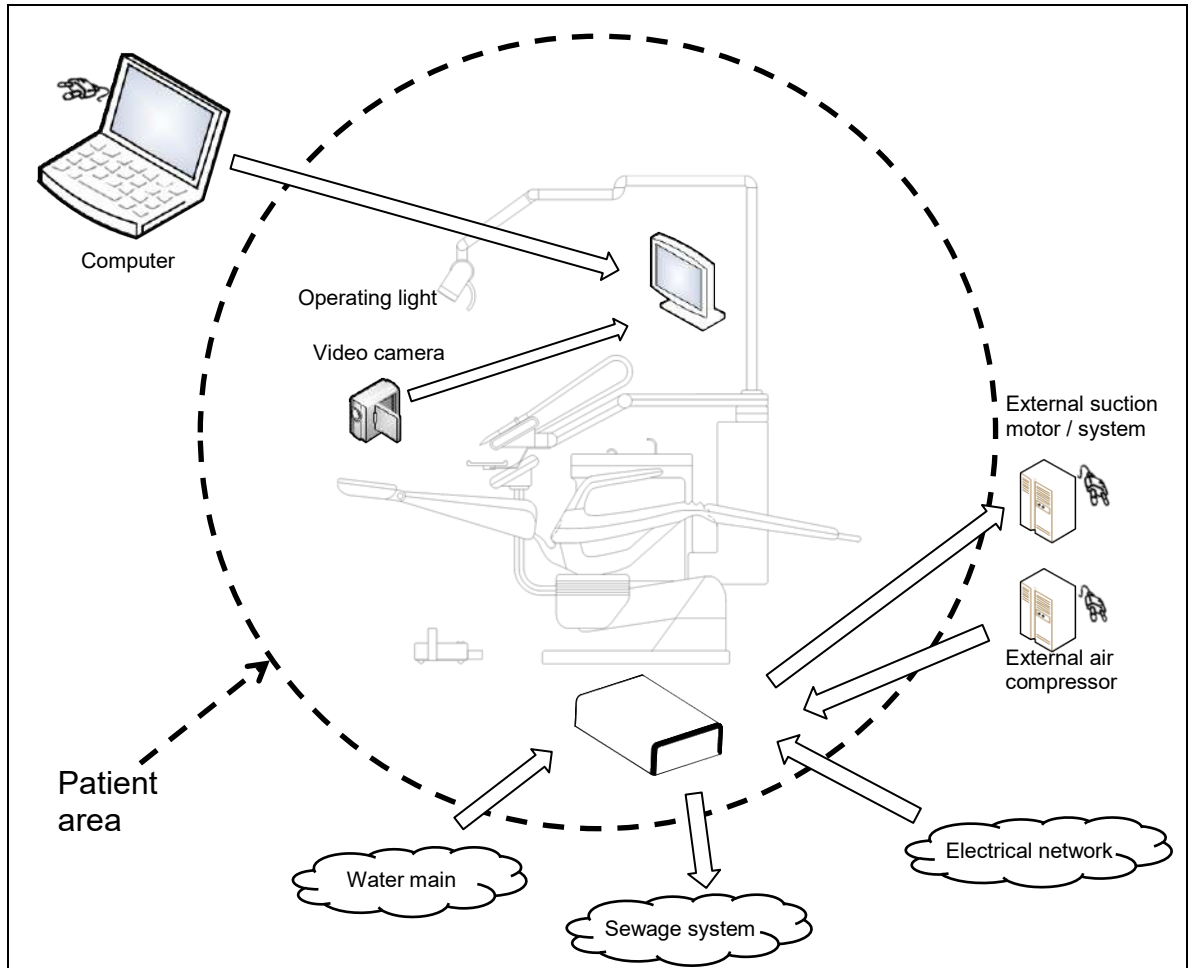 Computer
Operating light
Video camera
External suction
motor / system
External air
compressor
Patient
area
Water main
Electrical network
Sewage system